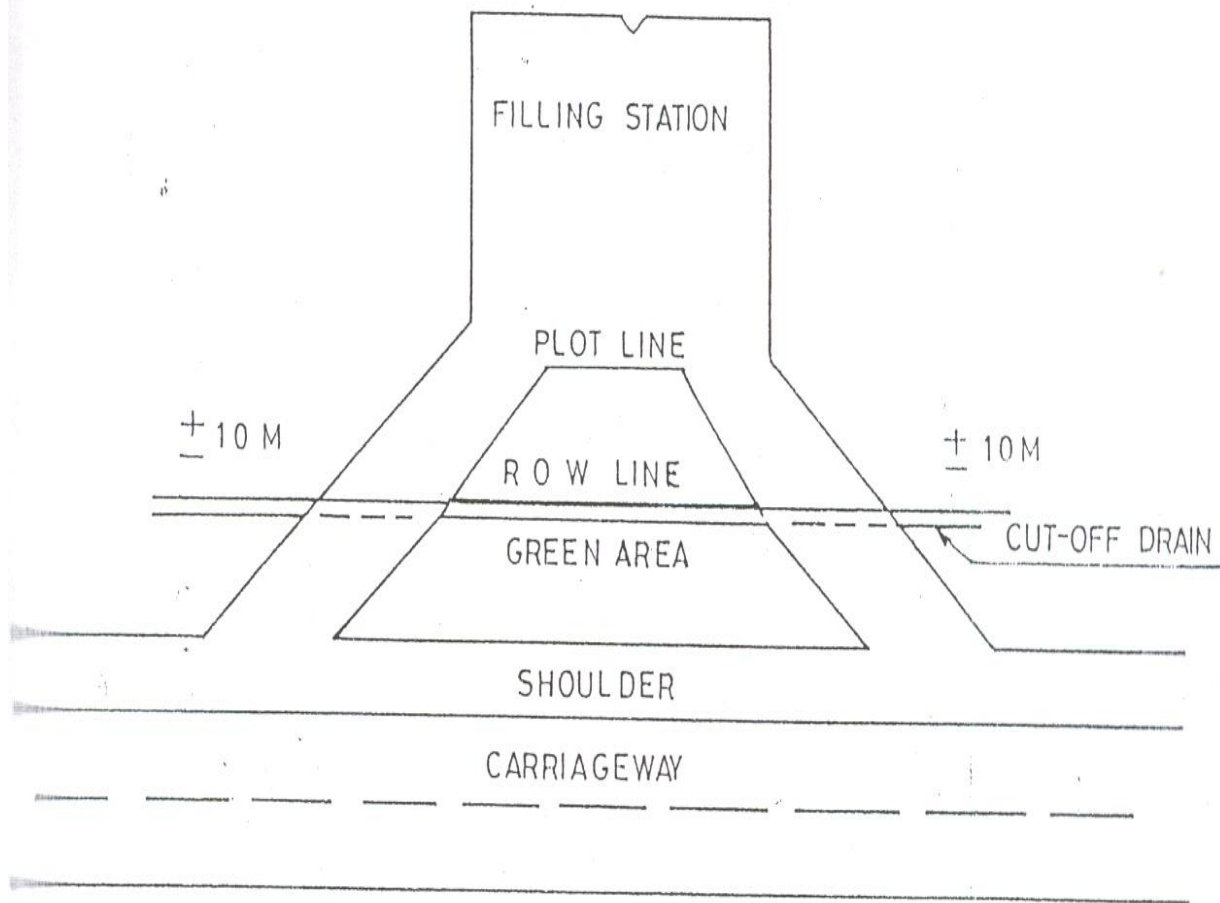 FILLING STATION
PLOT LINE
± 10 M
± 10 M
R O W LINE
CUT-OFF DRAIN
GREEN AREA
SHOULDER
CARRIAGEWAY